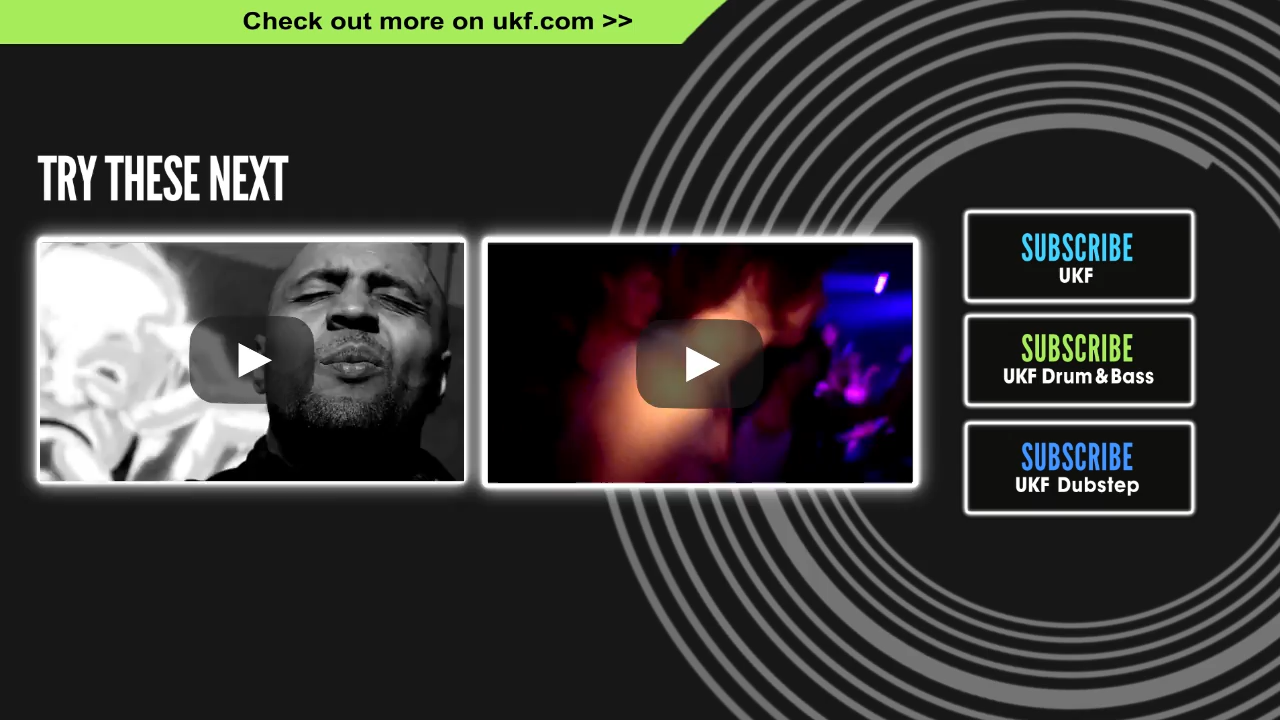 Check out more on ukf.com >>
TRY THESE NEXT
SUBSCRIBE
UKF
SUBSCRIBE
UKF Drum & Bass
SUBSCRIBE
UKF Dubstep